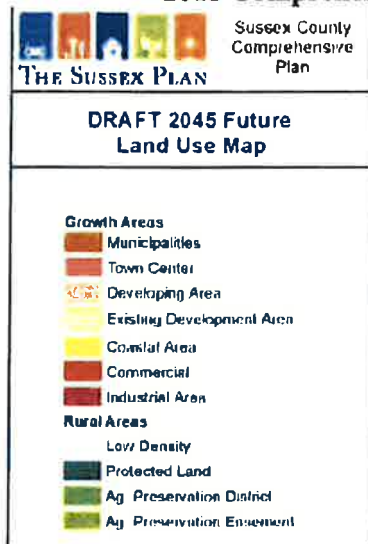 THE SUSSEX PLAN
Sussex County
Comprehensive
Plan
DRAFT 2045 Future
Land Use Map
Growth Areas
Municipalities
Town Center
Developing Area
Existing Development Area
Coastal Area
Commercial
Industrial Area
Rural Areas
Low Density
Protected Land
Ag. Preservation District
Ag. Preservation Easement